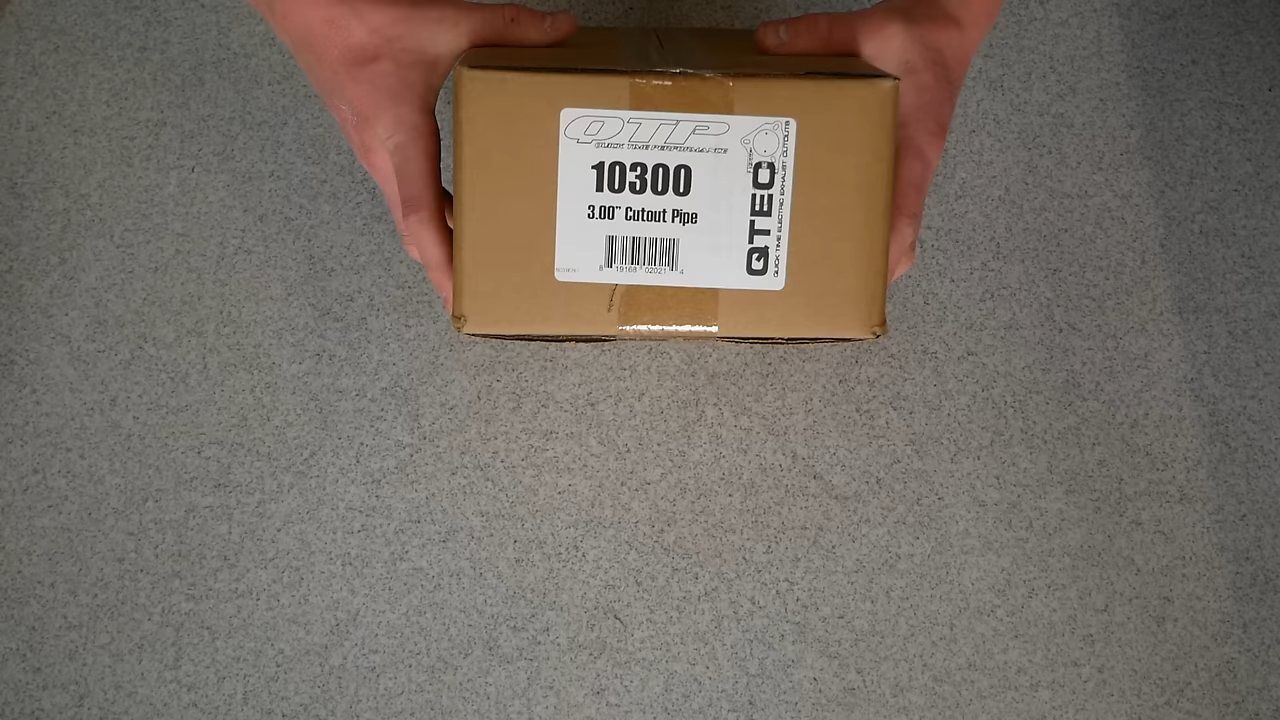 QTP
QUICK TIME PERFORMANCE
10300
3.00" Cutout Pipe
8 19168 02021 4
QTEC
QUICK TIME ELECTRIC EXHAUST CUTOUTS